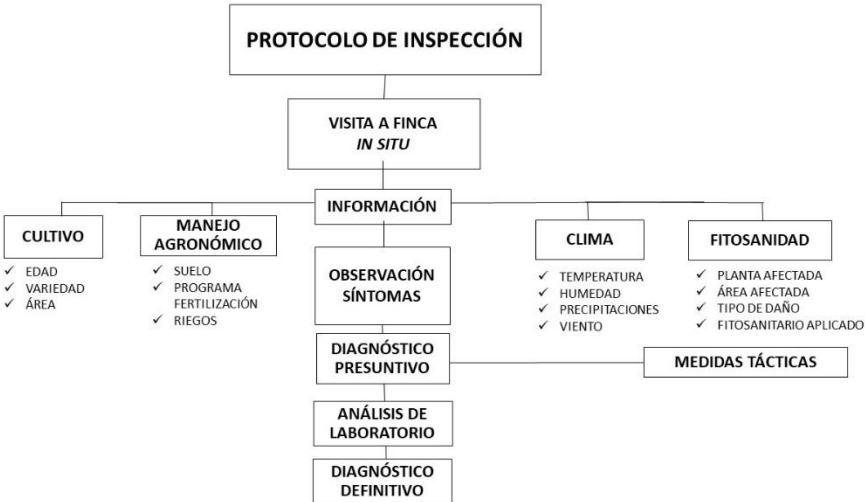 PROTOCOLO DE INSPECCIÓN
VISITA A FINCA
IN SITU
INFORMACIÓN
CULTIVO
✓ EDAD
✓ VARIEDAD
✓ ÁREA
MANEJO
AGRONÓMICO
✓ SUELO
✓ PROGRAMA
FERTILIZACIÓN
✓ RIEGOS
CLIMA
✓ TEMPERATURA
✓ HUMEDAD
✓ PRECIPITACIONES
✓ VIENTO
FITOSANIDAD
✓ PLANTA AFECTADA
✓ ÁREA AFECTADA
✓ TIPO DE DAÑO
✓ FITOSANITARIO APLICADO
OBSERVACIÓN
SÍNTOMAS
DIAGNÓSTICO
PRESUNTIVO
MEDIDAS TÁCTICAS
ANÁLISIS DE
LABORATORIO
DIAGNÓSTICO
DEFINITIVO